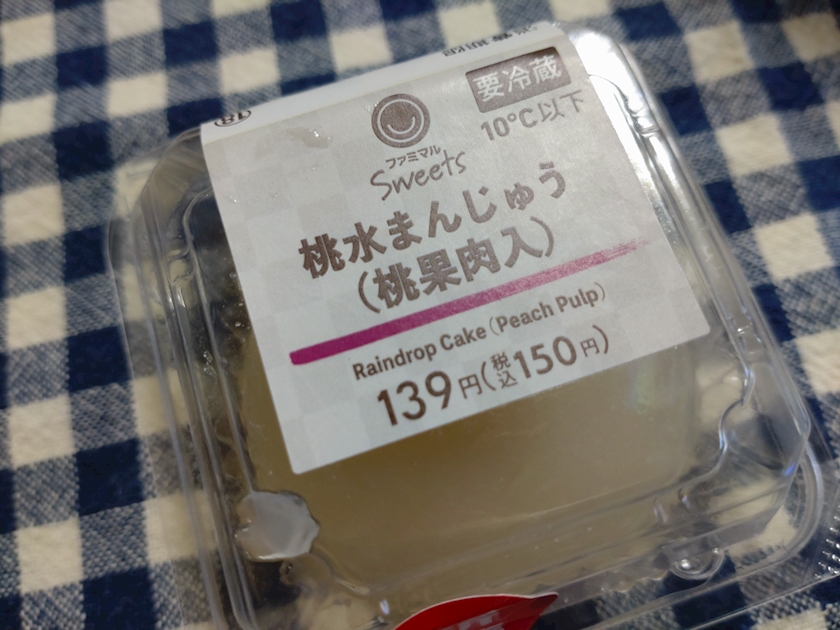 ⑱
要冷蔵
10℃以下
ファミマル
Sweets
桃水まんじゅう
（桃果肉入）
Raindrop Cake（Peach Pulp）
139円（税込150円）